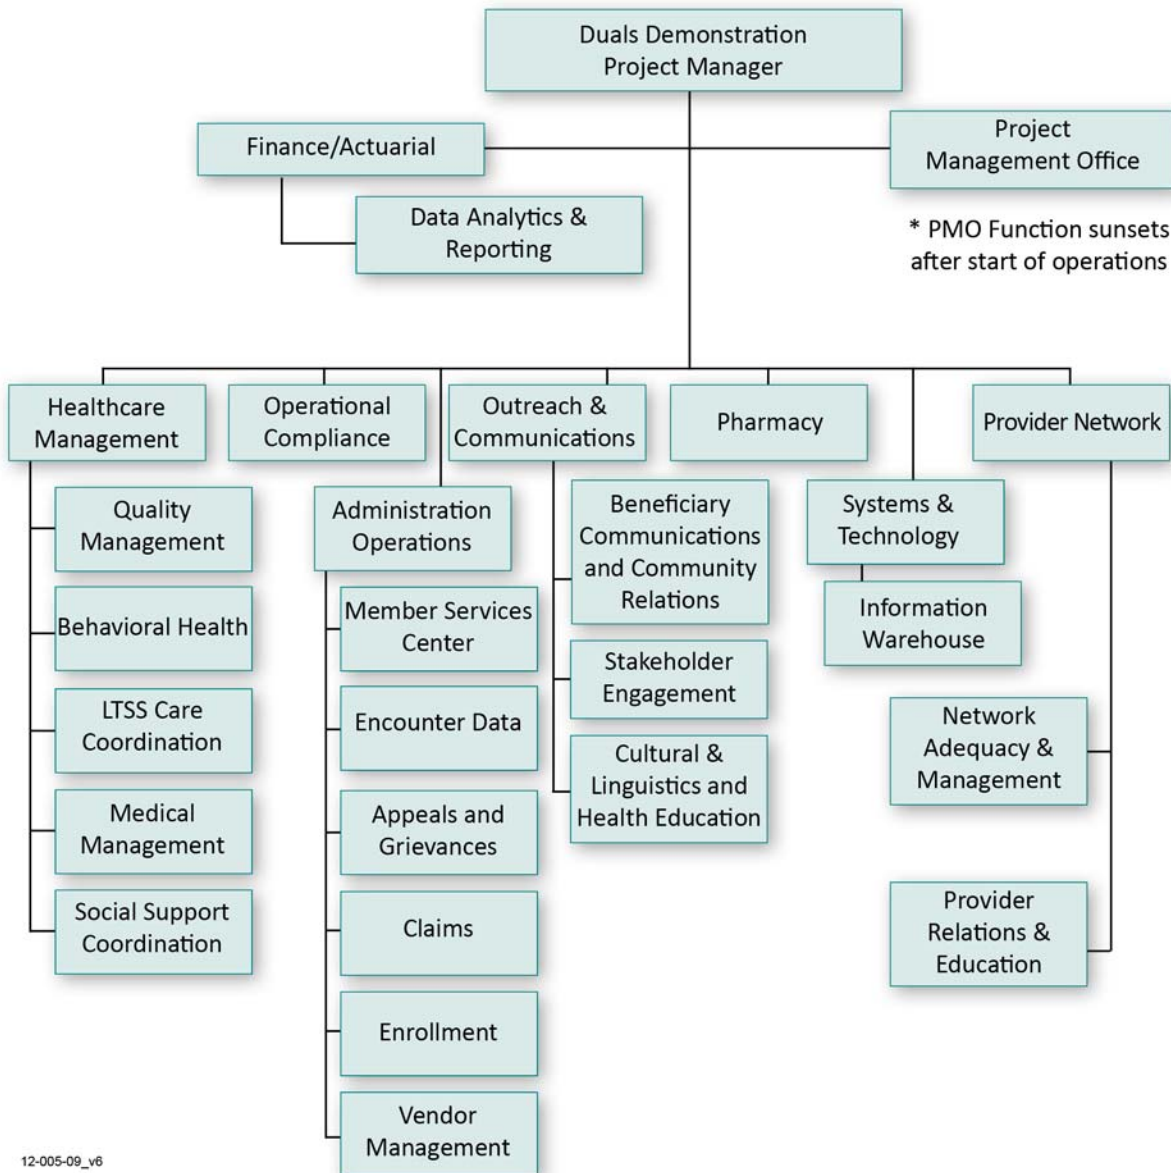 Duals Demonstration
Project Manager
Finance/Actuarial
Project
Management Office
Data Analytics &
Reporting
* PMO Function sunsets
after start of operations
Healthcare
Management
Operational
Compliance
Outreach &
Communications
Pharmacy
Provider Network
Quality
Management
Behavioral Health
LTSS Care
Coordination
Medical
Management
Social Support
Coordination
Administration
Operations
Member Services
Center
Encounter Data
Appeals and
Grievances
Claims
Enrollment
Vendor
Management
Beneficiary
Communications
and Community
Relations
Stakeholder
Engagement
Cultural &
Linguistics and
Health Education
Systems &
Technology
Information
Warehouse
Network
Adequacy &
Management
Provider
Relations &
Education
12-005-09_v6